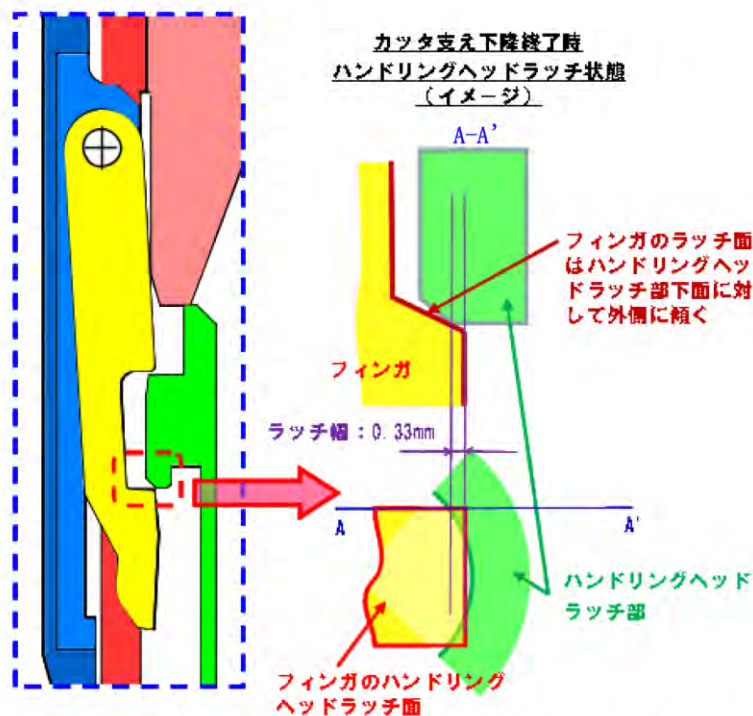 カッタ支え下降終了時
ハンドリングヘッドラッチ状態
（イメージ）
A-A’
フィンガのラッチ面
はハンドリングヘッ
ドラッチ部下面に対
して外側に傾く
フィンガ
ラッチ幅：0.33mm
A
A’
ハンドリングヘッド
ラッチ部
フィンガのハンドリング
ヘッドラッチ面